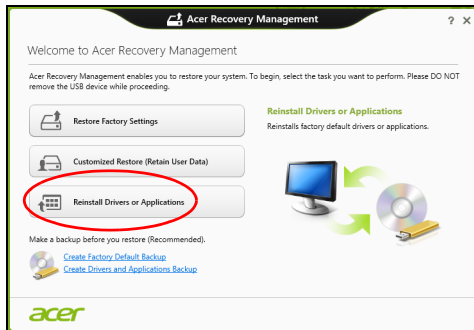 Acer Recovery Management
? X
Welcome to Acer Recovery Management
Acer Recovery Management enables you to restore your system. To begin, select the task you want to perform. Please DO NOT
remove the USB device while proceeding.
Restore Factory Settings
Customized Restore (Retain User Data)
Reinstall Drivers or Applications
Reinstall Drivers or Applications
Reinstalls factory default drivers or applications.
Make a backup before you restore (Recommended).
Create Factory Default Backup
Create Drivers and Applications Backup
acer